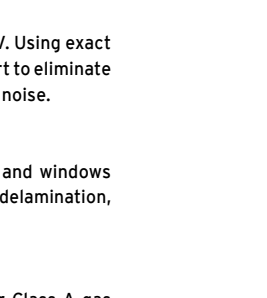 V. Using exact
rt to eliminate
noise.
and windows
delamination,
Class A gas